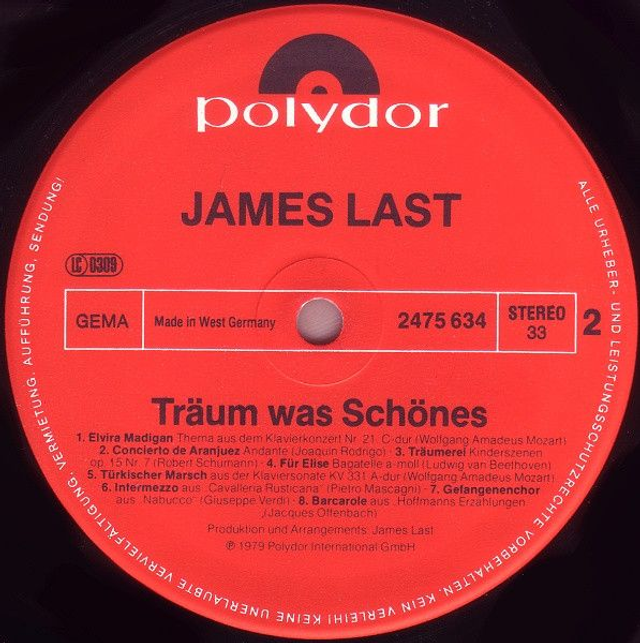 polydor
JAMES LAST
LC 0309
GEMA
Made in West Germany
2475 634
STEREO
33
2
Träum was Schönes
1. Elvira Madigan Thema aus dem Klavierkonzert Nr. 21, C-dur (Wolfgang Amadeus Mozart)
2. Concierto de Aranjuez Andante (Joaquin Rodrigo) · 3. Träumerei Kinderszenen
op. 15 Nr. 7 (Robert Schumann) · 4. Für Elise Bagatelle a-moll (Ludwig van Beethoven)
5. Türkischer Marsch aus der Klaviersonate KV 331 A-dur (Wolfgang Amadeus Mozart)
6. Intermezzo aus „Cavalleria Rusticana" (Pietro Mascagni) · 7. Gefangenenchor
aus „Nabucco" (Giuseppe Verdi) · 8. Barcarole aus „Hoffmanns Erzählungen"
(Jacques Offenbach)
Produktion und Arrangements: James Last
℗ 1979 Polydor International GmbH
ALLE URHEBER- UND LEISTUNGSSCHUTZRECHTE VORBEHALTEN. KEIN VERLEIH! KEINE UNERLAUBTE VERVIELFÄLTIGUNG, VERMIETUNG, AUFFÜHRUNG, SENDUNG!